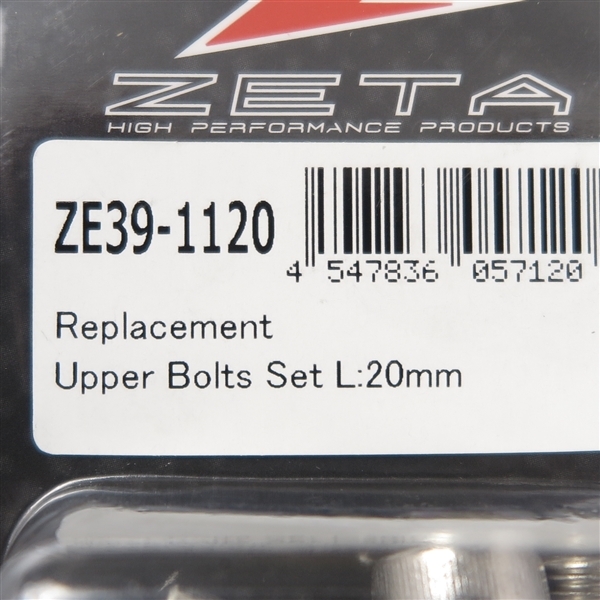 ZETA
HIGH PERFORMANCE PRODUCTS
ZE39-1120
4 547836 057120
Replacement
Upper Bolts Set L:20mm